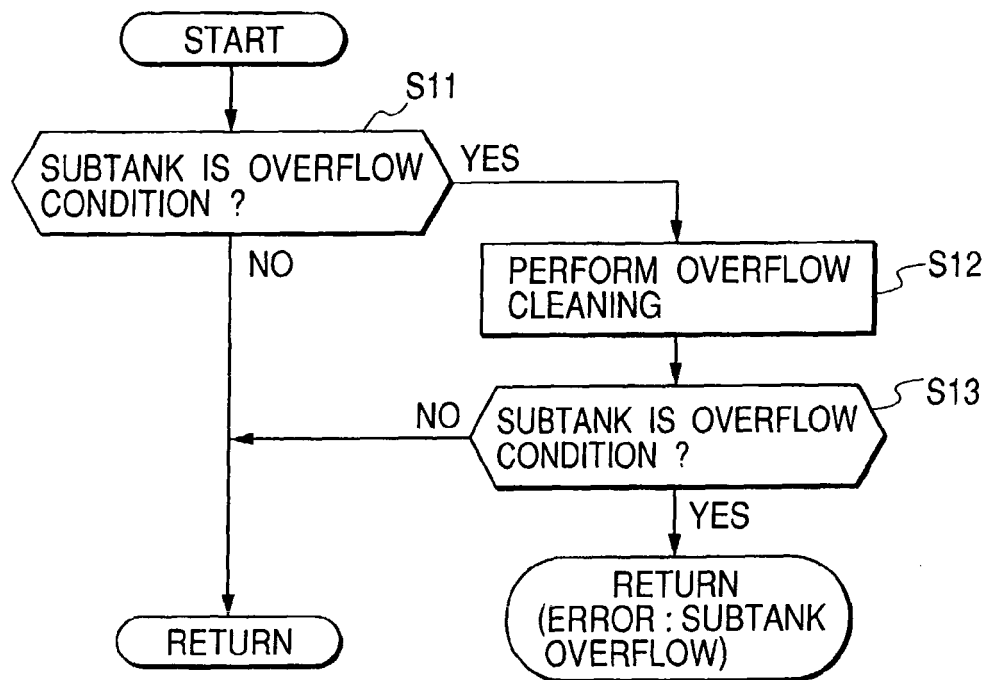 START
S11
SUBTANK IS OVERFLOW
CONDITION ?
YES
NO
PERFORM OVERFLOW
CLEANING
S12
S13
NO
SUBTANK IS OVERFLOW
CONDITION ?
YES
RETURN
(ERROR : SUBTANK
OVERFLOW)
RETURN